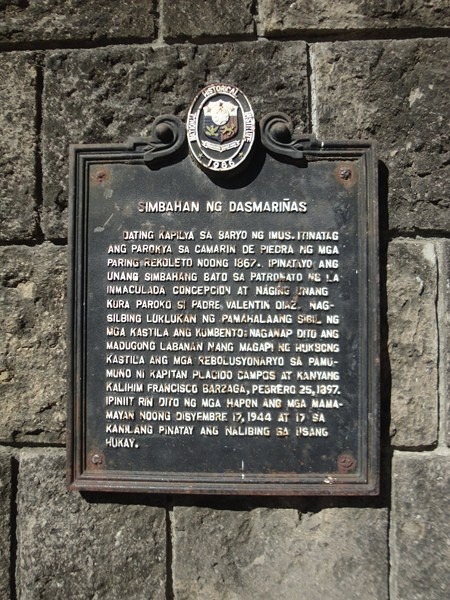 NATIONAL HISTORICAL INSTITUTE
1986
SIMBAHAN NG DASMARIÑAS
DATING KAPILYA SA BARYO NG IMUS. ITINATAG
ANG PAROKYA SA CAMARIN DE PIEDRA NG MGA
PARING REKOLETO NOONG 1867. IPINATAYO ANG
UNANG SIMBAHANG BATO SA PATRONATO NG LA
INMACULADA CONCEPCION AT NAGING UNANG
KURA PAROKO SI PADRE VALENTIN DIAZ. NAG-
SILBING LUKLUKAN NG PAMAHALAANG SIBIL NG
MGA KASTILA ANG KUMBENTO; NAGANAP DITO ANG
MADUGONG LABANAN NANG MAGAPI NG HUKBONG
KASTILA ANG MGA REBOLUSYONARYO SA PAMU-
MUNO NI KAPITAN PLACIDO CAMPOS AT KANYANG
KALIHIM FRANCISCO BARZAGA, PEBRERO 25, 1897.
IPINIIT RIN DITO NG MGA HAPON ANG MGA MAMA-
MAYAN NOONG DISYEMBRE 17, 1944 AT 17 SA
KANILANG PINATAY ANG NALIBING SA IISANG
HUKAY.